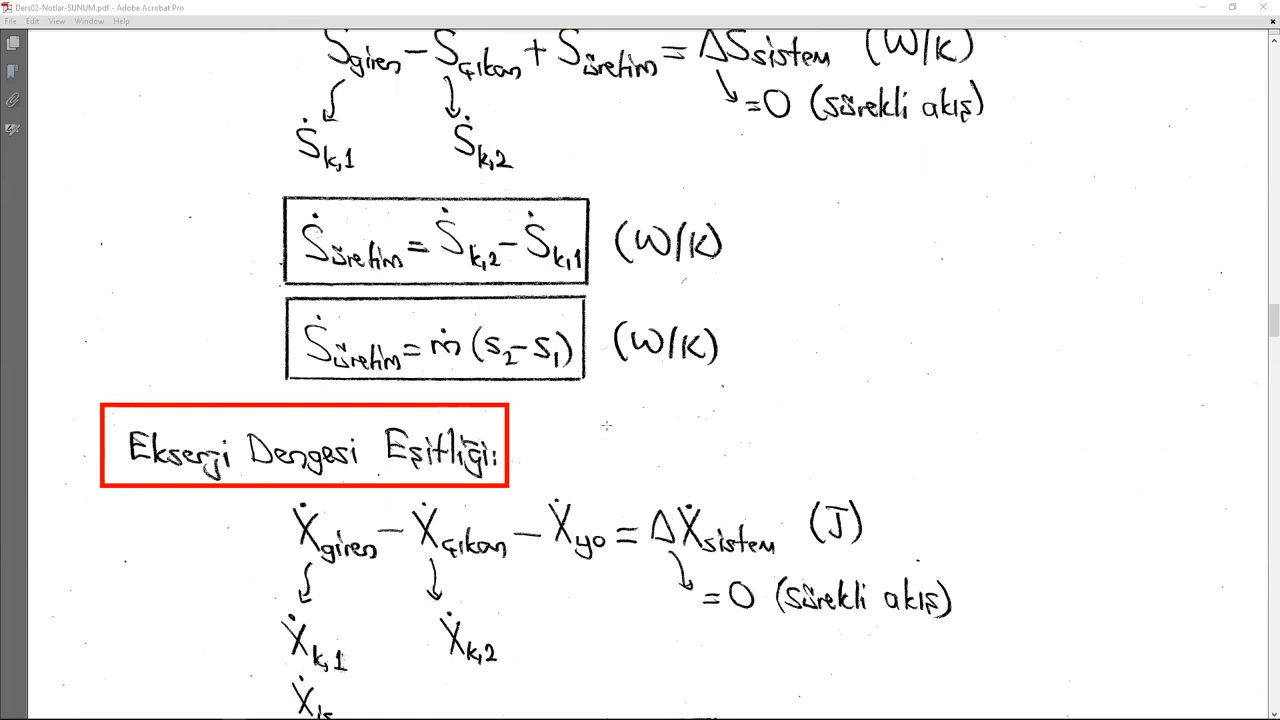 Ders02-Notlar-SUNUM.pdf - Adobe Acrobat Pro
File Edit View Window Help
Ṡgiren − Ṡçıkan + Ṡüretim = ΔṠsistem (W/K)
=0 (sürekli akış)
Ṡk,1 Ṡk,2
Ṡüretim = Ṡk,2 − Ṡk,1 (W/K)
Ṡüretim = ṁ (s2 − s1) (W/K)
Ekserji Dengesi Eşitliği:
Ẋgiren − Ẋçıkan − Ẋyo = ΔẊsistem (J)
=0 (sürekli akış)
Ẋk,1 Ẋk,2
Ẋiş